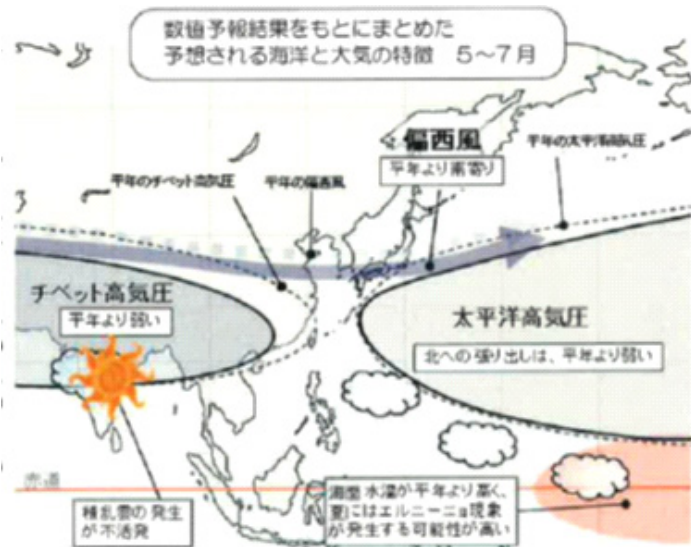 数値予報結果をもとにまとめた
予想される海洋と大気の特徴 5～7月
偏西風
平年より南寄り
平年の太平洋高気圧
平年のチベット高気圧
平年の偏西風
チベット高気圧
平年より弱い
太平洋高気圧
北への張り出しは、平年より弱い
赤道
積乱雲の発生
が不活発
海面水温が平年より高く、
夏にはエルニーニョ現象
が発生する可能性が高い